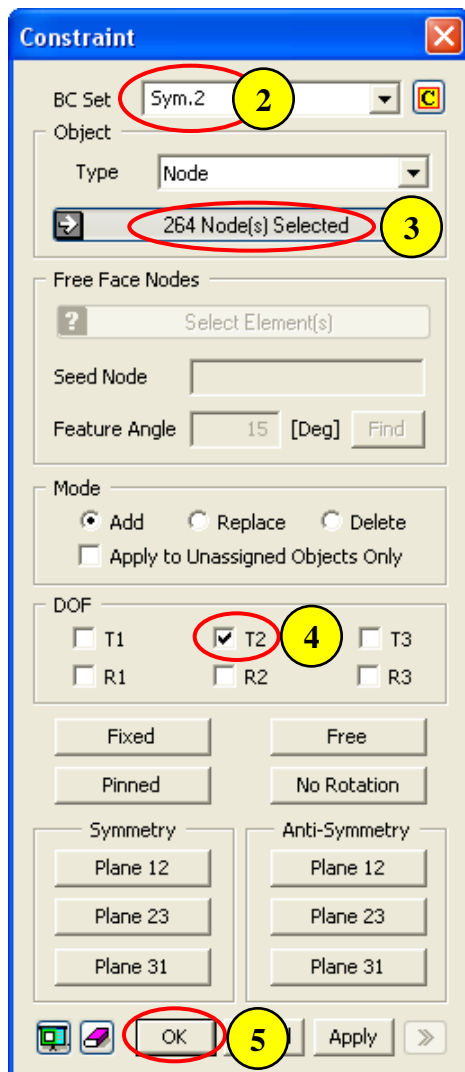 Constraint
BC Set Sym.2 2 C
Object
Type Node
264 Node(s) Selected 3
Free Face Nodes
? Select Element(s)
Seed Node
Feature Angle 15 [Deg] Find
Mode
Add Replace Delete
Apply to Unassigned Objects Only
DOF
T1 T2 4 T3
R1 R2 R3
Fixed Free
Pinned No Rotation
Symmetry Anti-Symmetry
Plane 12 Plane 12
Plane 23 Plane 23
Plane 31 Plane 31
OK 5 Apply >>